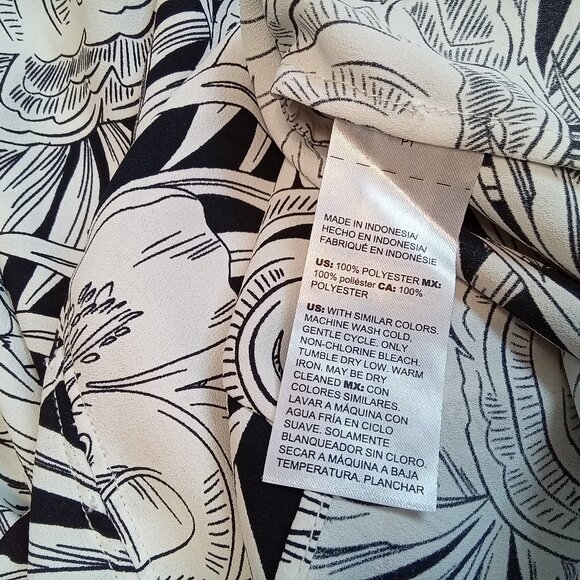 PT
MADE IN INDONESIA/
HECHO EN INDONESIA/
FABRIQUÉ EN INDONÉSIE
US: 100% POLYESTER MX:
100% poliéster CA: 100%
POLYESTER
US: WITH SIMILAR COLORS.
MACHINE WASH COLD,
GENTLE CYCLE. ONLY
NON-CHLORINE BLEACH.
TUMBLE DRY LOW. WARM
IRON. MAY BE DRY
CLEANED MX: CON
COLORES SIMILARES.
LAVAR A MÁQUINA CON
AGUA FRÍA EN CICLO
SUAVE. SOLAMENTE
BLANQUEADOR SIN CLORO.
SECAR A MÁQUINA A BAJA
TEMPERATURA. PLANCHAR